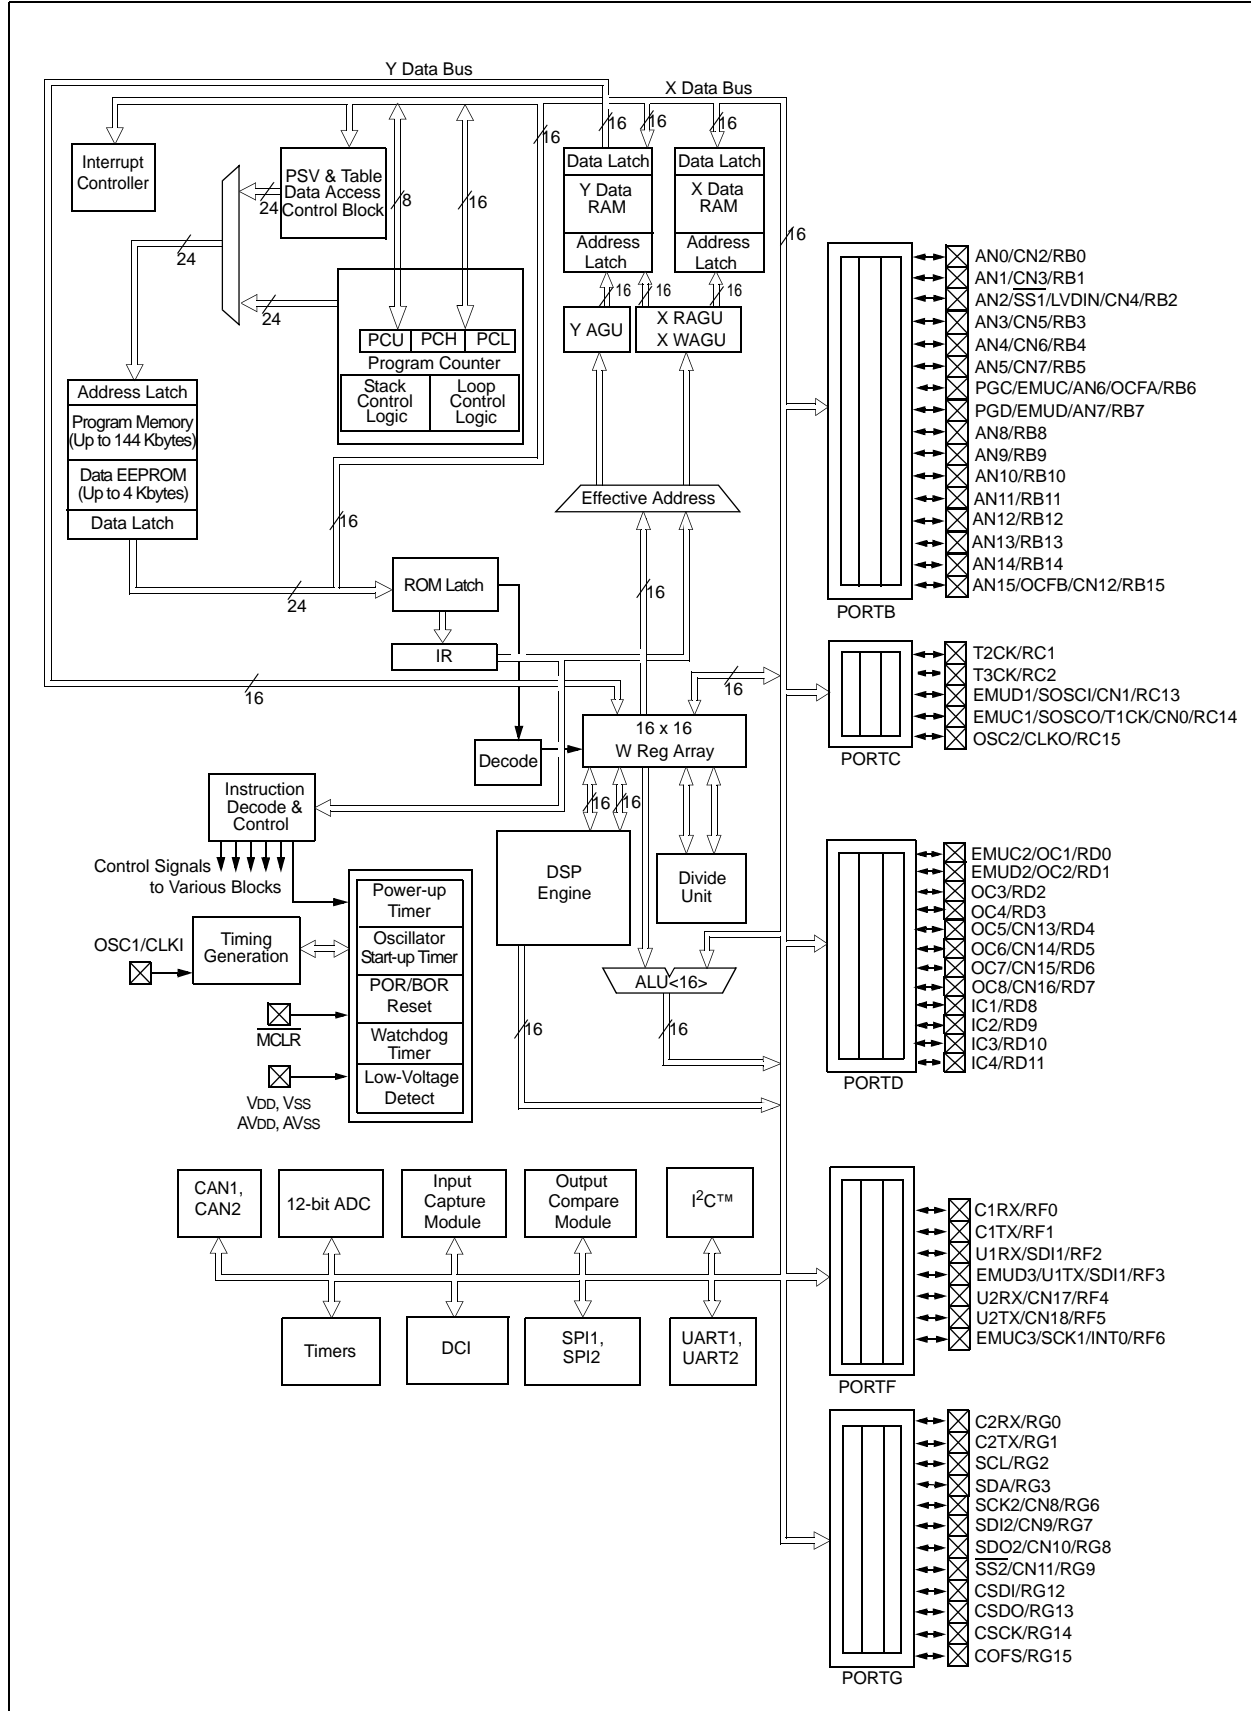 Y Data Bus
X Data Bus
16
16
16
16
Interrupt
Controller
PSV & Table
Data Access
Control Block
24
8
16
Data Latch
Y Data
RAM
Address
Latch
Data Latch
X Data
RAM
Address
Latch
16
24
24
16
16
16
Y AGU
X RAGU
X WAGU
PCU
PCH
PCL
Program Counter
Stack
Control
Logic
Loop
Control
Logic
Address Latch
Program Memory
(Up to 144 Kbytes)
Data EEPROM
(Up to 4 Kbytes)
Data Latch
Effective Address
16
24
ROM Latch
16
IR
16
16
16 x 16
W Reg Array
Decode
Instruction
Decode &
Control
16
16
Control Signals
to Various Blocks
DSP
Engine
Divide
Unit
Power-up
Timer
Oscillator
Start-up Timer
POR/BOR
Reset
Watchdog
Timer
Low-Voltage
Detect
OSC1/CLKI
Timing
Generation
MCLR
VDD, VSS
AVDD, AVSS
ALU<16>
16
16
CAN1,
CAN2
12-bit ADC
Input
Capture
Module
Output
Compare
Module
I²C™
Timers
DCI
SPI1,
SPI2
UART1,
UART2
AN0/CN2/RB0
AN1/CN3/RB1
AN2/SS1/LVDIN/CN4/RB2
AN3/CN5/RB3
AN4/CN6/RB4
AN5/CN7/RB5
PGC/EMUC/AN6/OCFA/RB6
PGD/EMUD/AN7/RB7
AN8/RB8
AN9/RB9
AN10/RB10
AN11/RB11
AN12/RB12
AN13/RB13
AN14/RB14
AN15/OCFB/CN12/RB15
PORTB
T2CK/RC1
T3CK/RC2
EMUD1/SOSCI/CN1/RC13
EMUC1/SOSCO/T1CK/CN0/RC14
OSC2/CLKO/RC15
PORTC
EMUC2/OC1/RD0
EMUD2/OC2/RD1
OC3/RD2
OC4/RD3
OC5/CN13/RD4
OC6/CN14/RD5
OC7/CN15/RD6
OC8/CN16/RD7
IC1/RD8
IC2/RD9
IC3/RD10
IC4/RD11
PORTD
C1RX/RF0
C1TX/RF1
U1RX/SDI1/RF2
EMUD3/U1TX/SDI1/RF3
U2RX/CN17/RF4
U2TX/CN18/RF5
EMUC3/SCK1/INT0/RF6
PORTF
C2RX/RG0
C2TX/RG1
SCL/RG2
SDA/RG3
SCK2/CN8/RG6
SDI2/CN9/RG7
SDO2/CN10/RG8
SS2/CN11/RG9
CSDI/RG12
CSDO/RG13
CSCK/RG14
COFS/RG15
PORTG